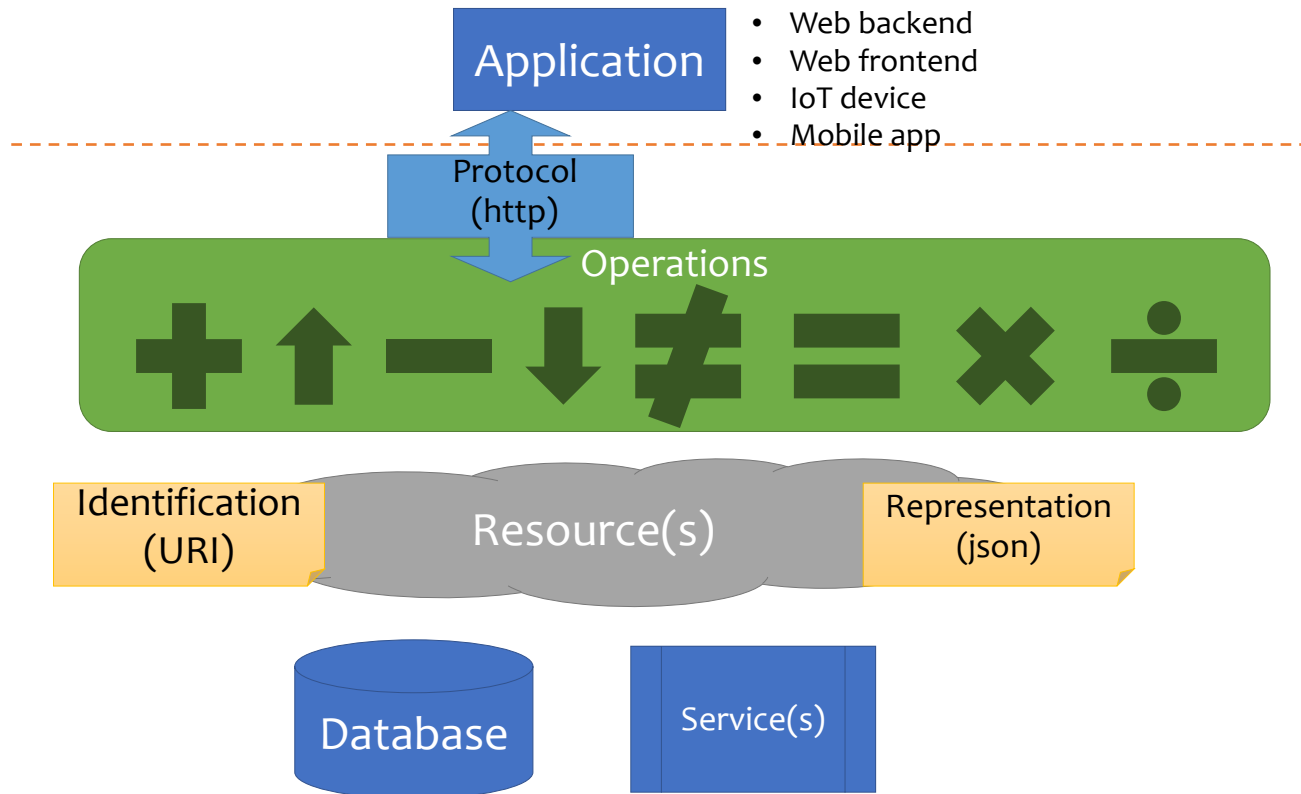 Application
• Web backend
• Web frontend
• IoT device
• Mobile app
Protocol
(http)
Operations
Identification
(URI)
Resource(s)
Representation
(json)
Database
Service(s)